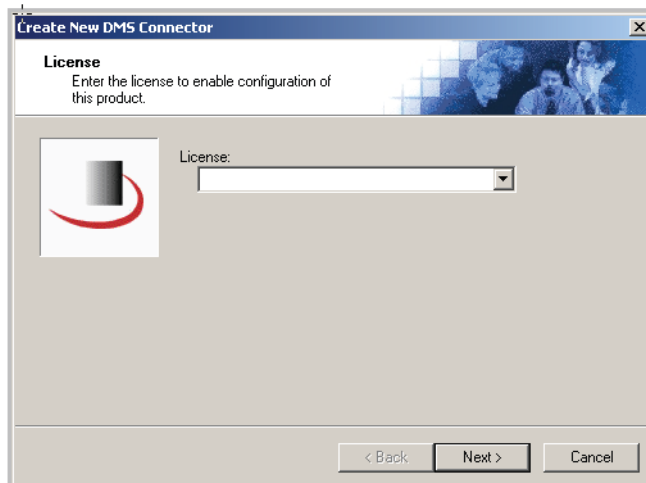 Create New DMS Connector
License
Enter the license to enable configuration of
this product.
License:
< Back
Next >
Cancel